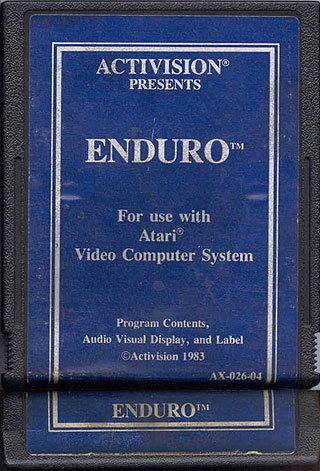 ACTIVISION®
PRESENTS
ENDURO™
For use with
Atari®
Video Computer System
Program Contents,
Audio Visual Display, and Label
©Activision 1983
AX-026-04
ENDURO™